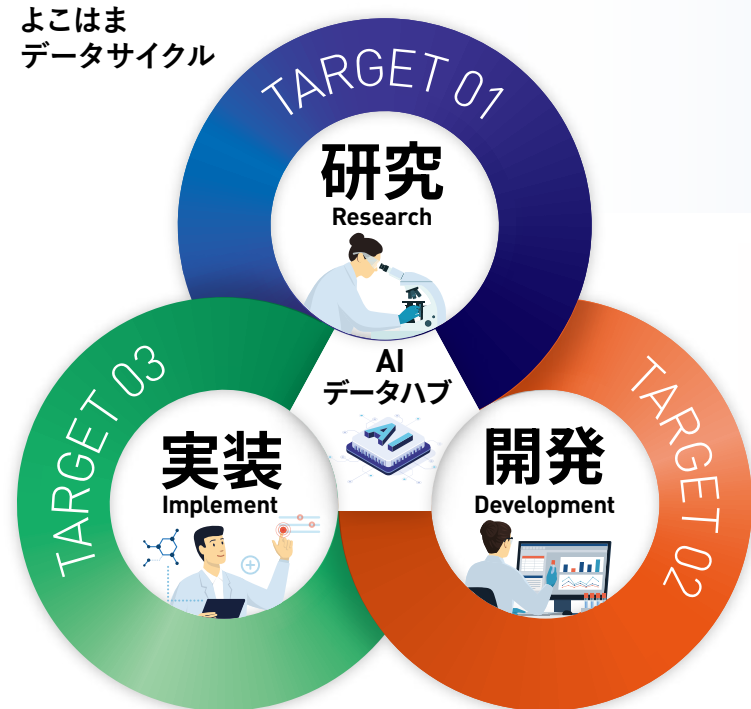 よこはま
データサイクル
TARGET 01
研究
Research
AI
データハブ
AI
TARGET 03
実装
Implement
TARGET 02
開発
Development